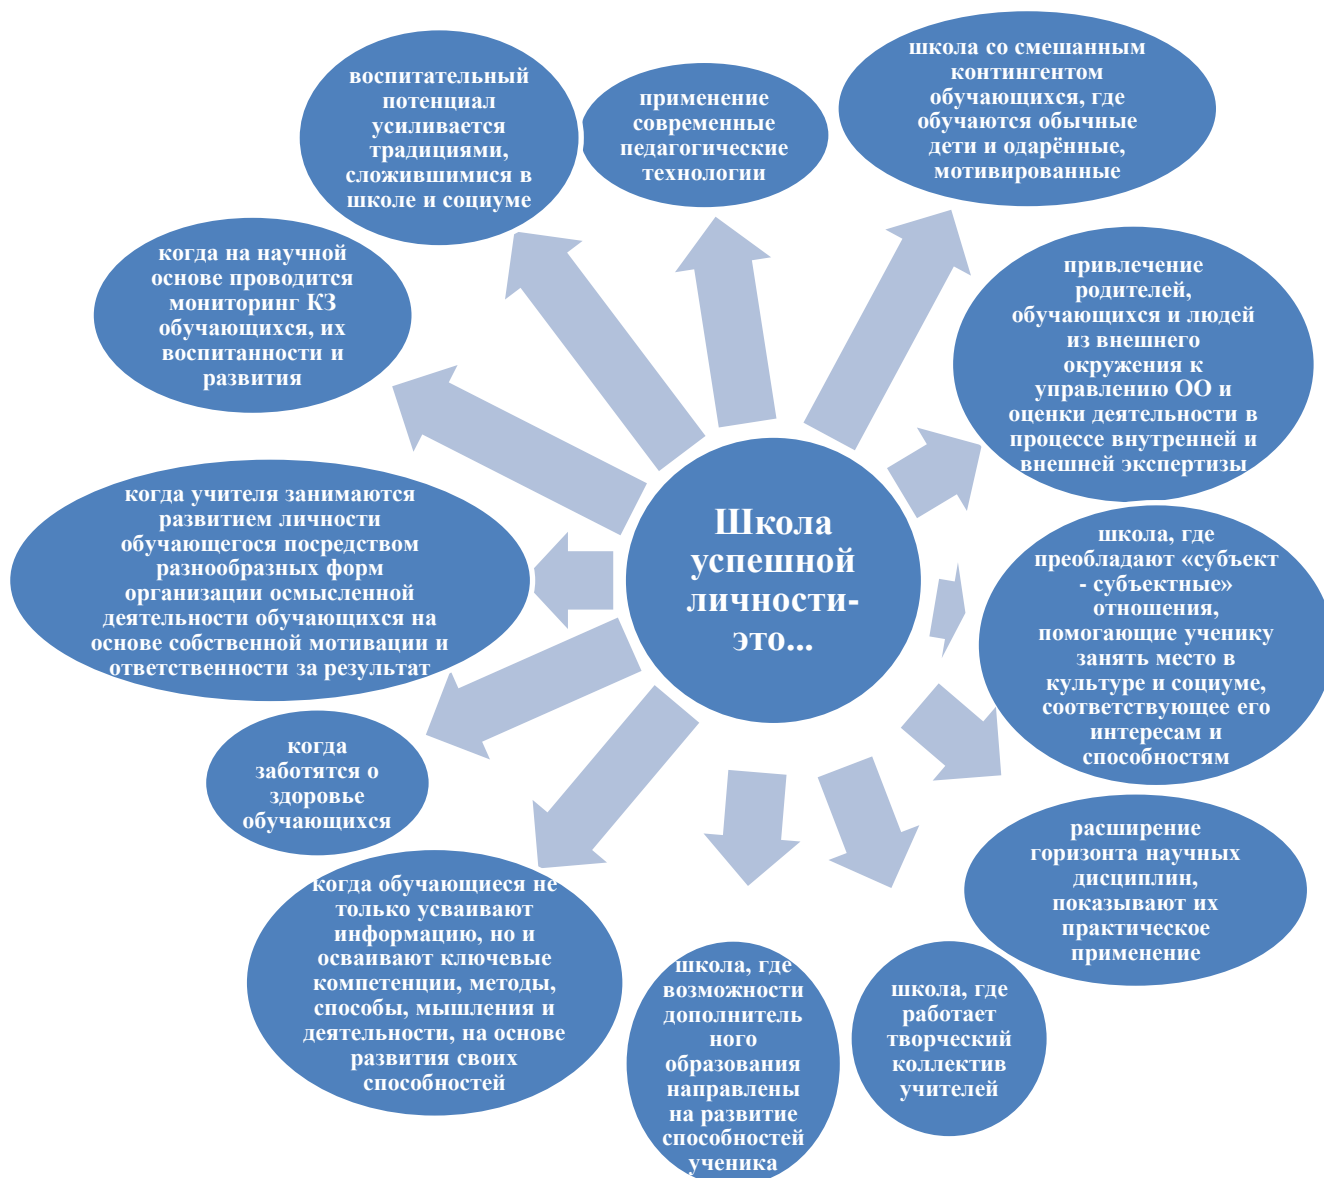 Школа
успешной
личности-
это...
применение
современные
педагогические
технологии
школа со смешанным
контингентом
обучающихся, где
обучаются обычные
дети и одарённые,
мотивированные
привлечение
родителей,
обучающихся и людей
из внешнего
окружения к
управлению ОО и
оценки деятельности в
процессе внутренней и
внешней экспертизы
школа, где
преобладают «субъект
- субъектные»
отношения,
помогающие ученику
занять место в
культуре и социуме,
соответствующее его
интересам и
способностям
расширение
горизонта научных
дисциплин,
показывают их
практическое
применение
школа, где
работает
творческий
коллектив
учителей
школа, где
возможности
дополнитель
ного
образования
направлены
на развитие
способностей
ученика
когда обучающиеся не
только усваивают
информацию, но и
осваивают ключевые
компетенции, методы,
способы, мышления и
деятельности, на основе
развития своих
способностей
когда
заботятся о
здоровье
обучающихся
когда учителя занимаются
развитием личности
обучающегося посредством
разнообразных форм
организации осмысленной
деятельности обучающихся на
основе собственной мотивации и
ответственности за результат
когда на научной
основе проводится
мониторинг КЗ
обучающихся, их
воспитанности и
развития
воспитательный
потенциал
усиливается
традициями,
сложившимися в
школе и социуме